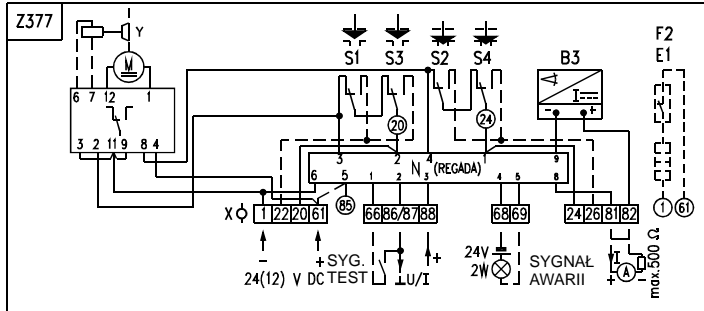 Z377
Y
F2
E1
S1 S3 S2 S4
B3
M
6 7 12 1
I
- +
20
24
3 2 11 9 8 4
3 2 4 1 9
N (REGADA)
6 5 1 2 3 4 5 8
X 1 22 20 61
85
66 86/87 88
68 69
24 26 81 82
1 61
-
+
SYG.
TEST
24(12) V DC
⊥U/I
+
24V
2W
SYGNAŁ
AWARII
I
+
A
-
max.500 Ω